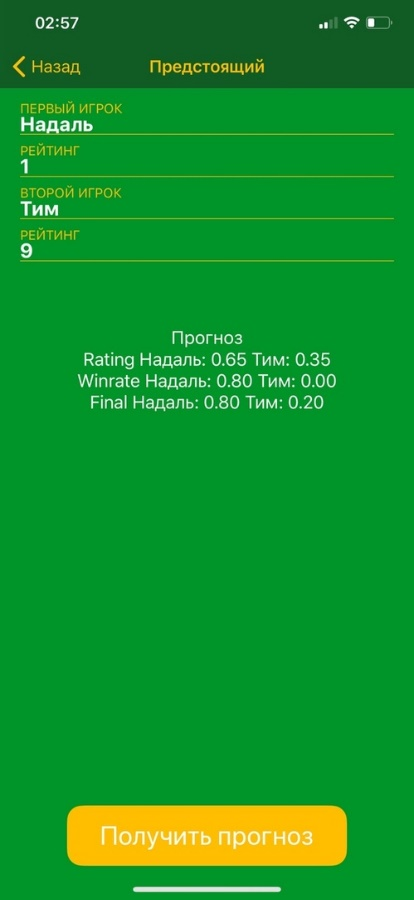 02:57
Назад
Предстоящий
ПЕРВЫЙ ИГРОК
Надаль
РЕЙТИНГ
1
ВТОРОЙ ИГРОК
Тим
РЕЙТИНГ
9
Прогноз
Rating Надаль: 0.65 Тим: 0.35
Winrate Надаль: 0.80 Тим: 0.00
Final Надаль: 0.80 Тим: 0.20
Получить прогноз